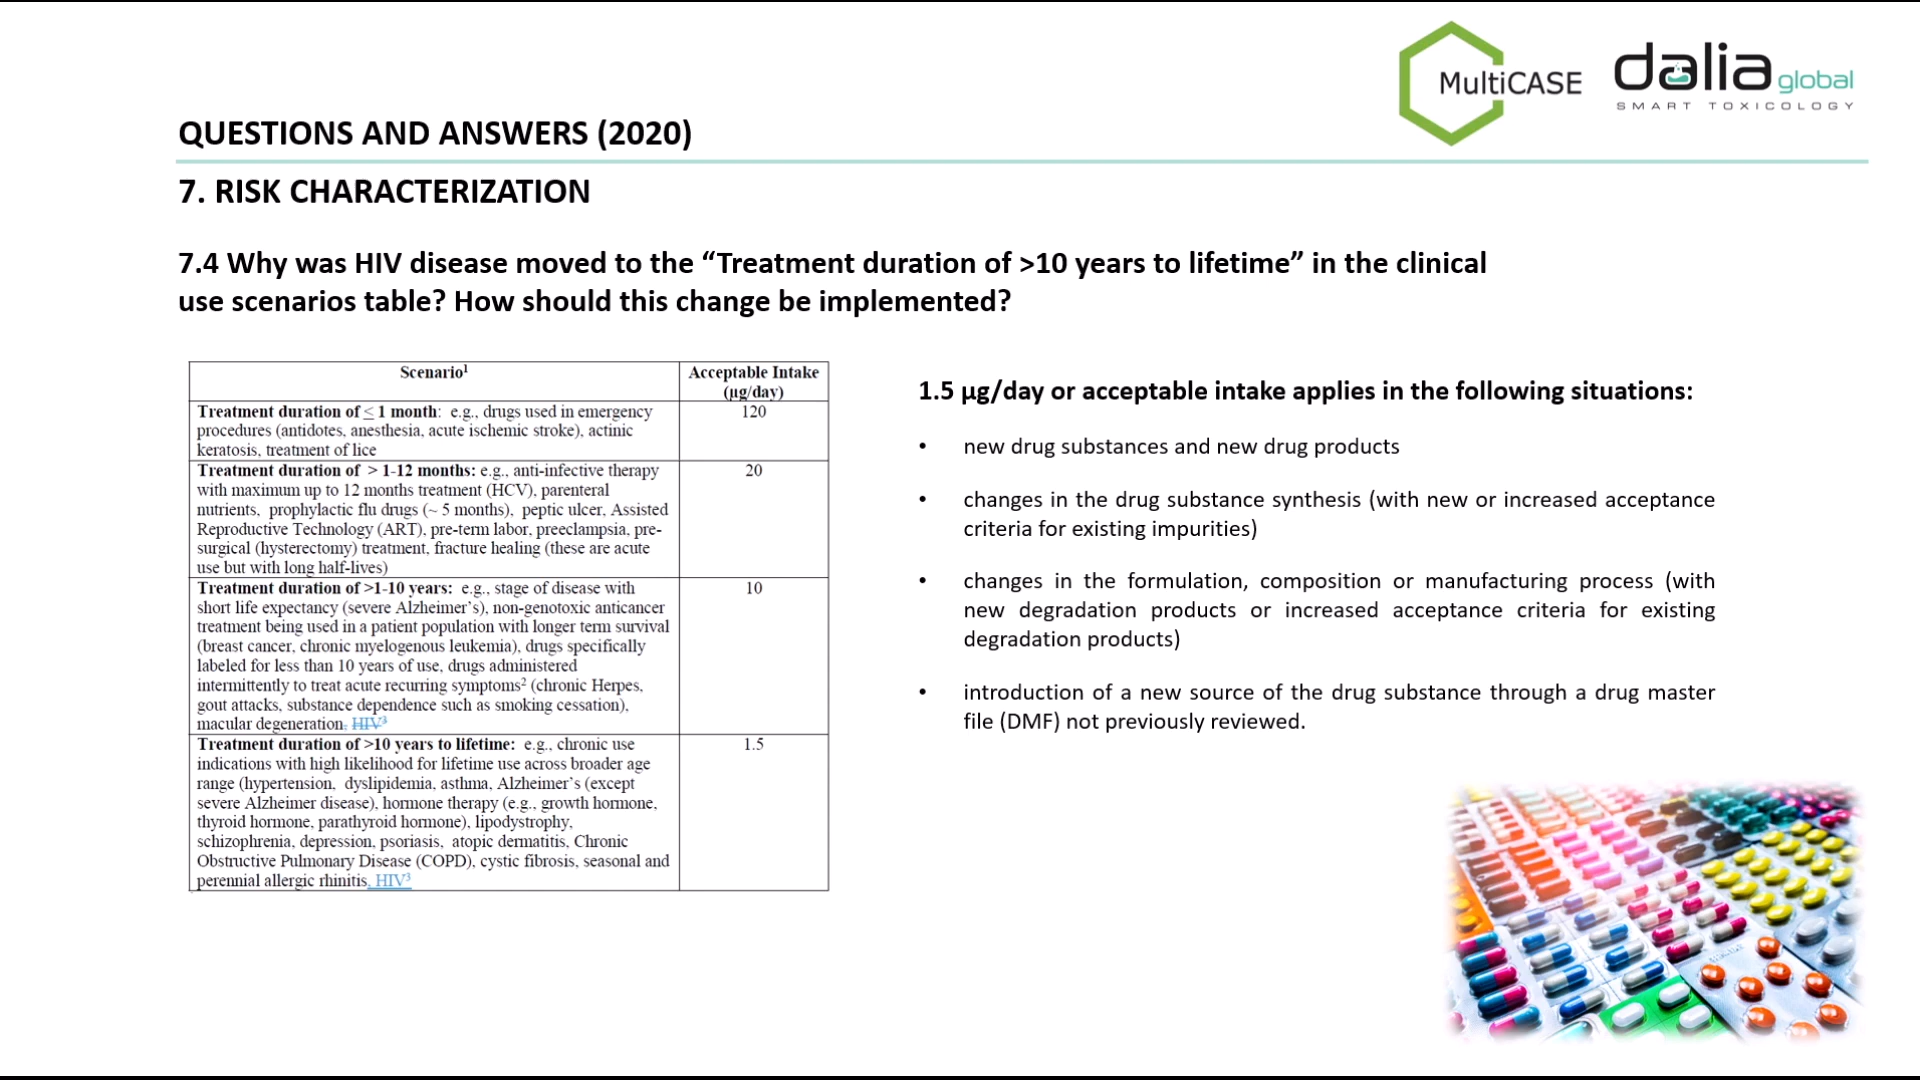 MultiCASE
dalia global
SMART TOXICOLOGY
QUESTIONS AND ANSWERS (2020)
7. RISK CHARACTERIZATION
7.4 Why was HIV disease moved to the “Treatment duration of >10 years to lifetime” in the clinical
use scenarios table? How should this change be implemented?
Scenario¹
Acceptable Intake
(µg/day)
Treatment duration of ≤ 1 month: e.g., drugs used in emergency
procedures (antidotes, anesthesia, acute ischemic stroke), actinic
keratosis, treatment of lice
120
Treatment duration of > 1-12 months: e.g., anti-infective therapy
with maximum up to 12 months treatment (HCV), parenteral
nutrients, prophylactic flu drugs (~ 5 months), peptic ulcer, Assisted
Reproductive Technology (ART), pre-term labor, preeclampsia, pre-
surgical (hysterectomy) treatment, fracture healing (these are acute
use but with long half-lives)
20
Treatment duration of >1-10 years: e.g., stage of disease with
short life expectancy (severe Alzheimer’s), non-genotoxic anticancer
treatment being used in a patient population with longer term survival
(breast cancer, chronic myelogenous leukemia), drugs specifically
labeled for less than 10 years of use, drugs administered
intermittently to treat acute recurring symptoms² (chronic Herpes,
gout attacks, substance dependence such as smoking cessation),
macular degeneration, HIV³
10
Treatment duration of >10 years to lifetime: e.g., chronic use
indications with high likelihood for lifetime use across broader age
range (hypertension, dyslipidemia, asthma, Alzheimer’s (except
severe Alzheimer disease), hormone therapy (e.g., growth hormone,
thyroid hormone, parathyroid hormone), lipodystrophy,
schizophrenia, depression, psoriasis, atopic dermatitis, Chronic
Obstructive Pulmonary Disease (COPD), cystic fibrosis, seasonal and
perennial allergic rhinitis, HIV³
1.5
1.5 µg/day or acceptable intake applies in the following situations:
• new drug substances and new drug products
• changes in the drug substance synthesis (with new or increased acceptance
criteria for existing impurities)
• changes in the formulation, composition or manufacturing process (with
new degradation products or increased acceptance criteria for existing
degradation products)
• introduction of a new source of the drug substance through a drug master
file (DMF) not previously reviewed.